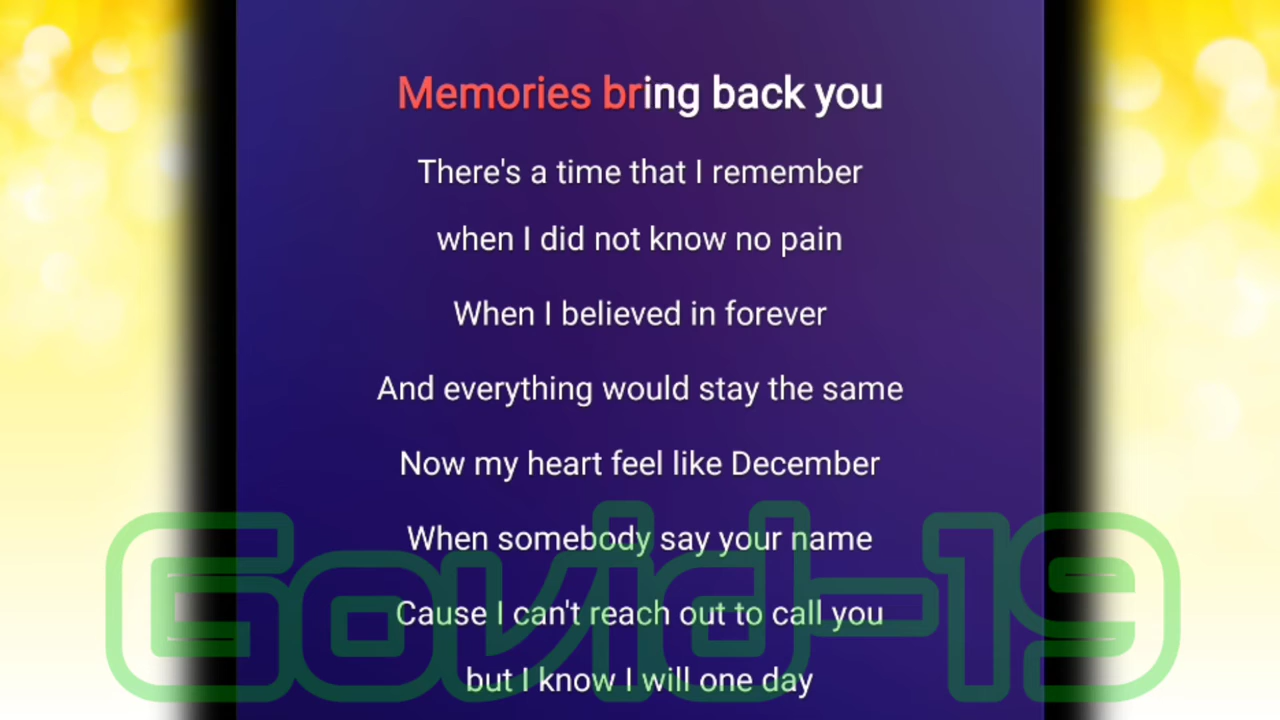 Memories bring back you
There's a time that I remember
when I did not know no pain
When I believed in forever
And everything would stay the same
Now my heart feel like December
When somebody say your name
Cause I can't reach out to call you
but I know I will one day
Covid-19